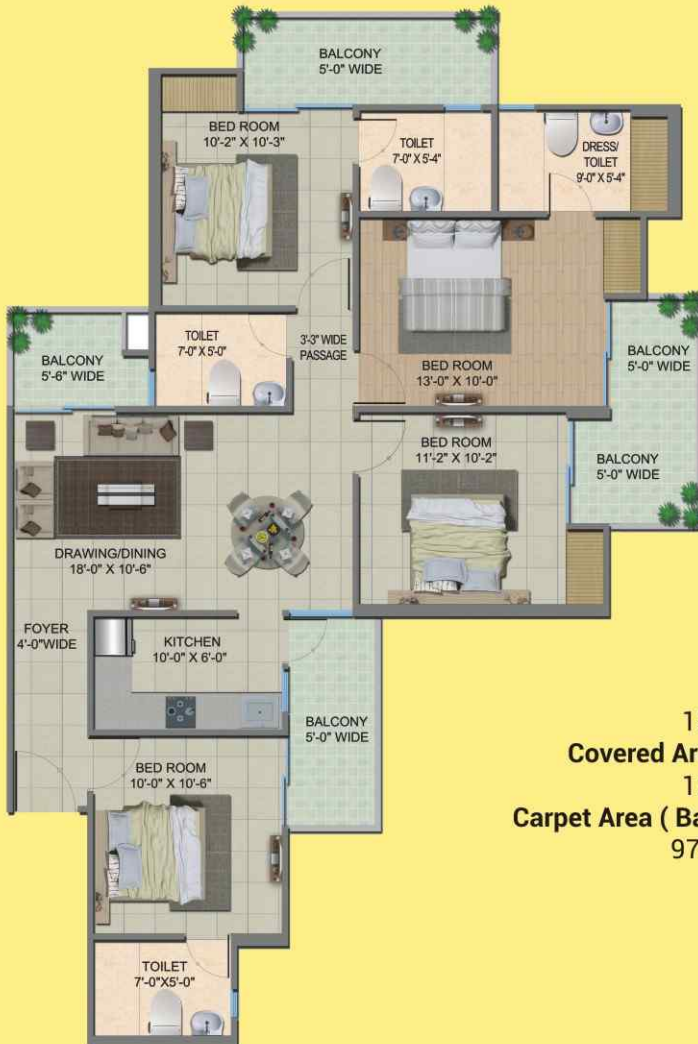 BALCONY
5'-0" WIDE
BED ROOM
10'-2" X 10'-3"
TOILET
7'-0" X 5'-4"
DRESS/
TOILET
9'-0" X 5'-4"
BALCONY
5'-6" WIDE
TOILET
7'-0" X 5'-0"
3'-3" WIDE
PASSAGE
BED ROOM
13'-0" X 10'-0"
BALCONY
5'-0" WIDE
BED ROOM
11'-2" X 10'-2"
BALCONY
5'-0" WIDE
DRAWING/DINING
18'-0" X 10'-6"
FOYER
4'-0"WIDE
KITCHEN
10'-0" X 6'-0"
BALCONY
5'-0" WIDE
BED ROOM
10'-0" X 10'-6"
TOILET
7'-0"X5'-0"
1
Covered Ar
1
Carpet Area ( Ba
97